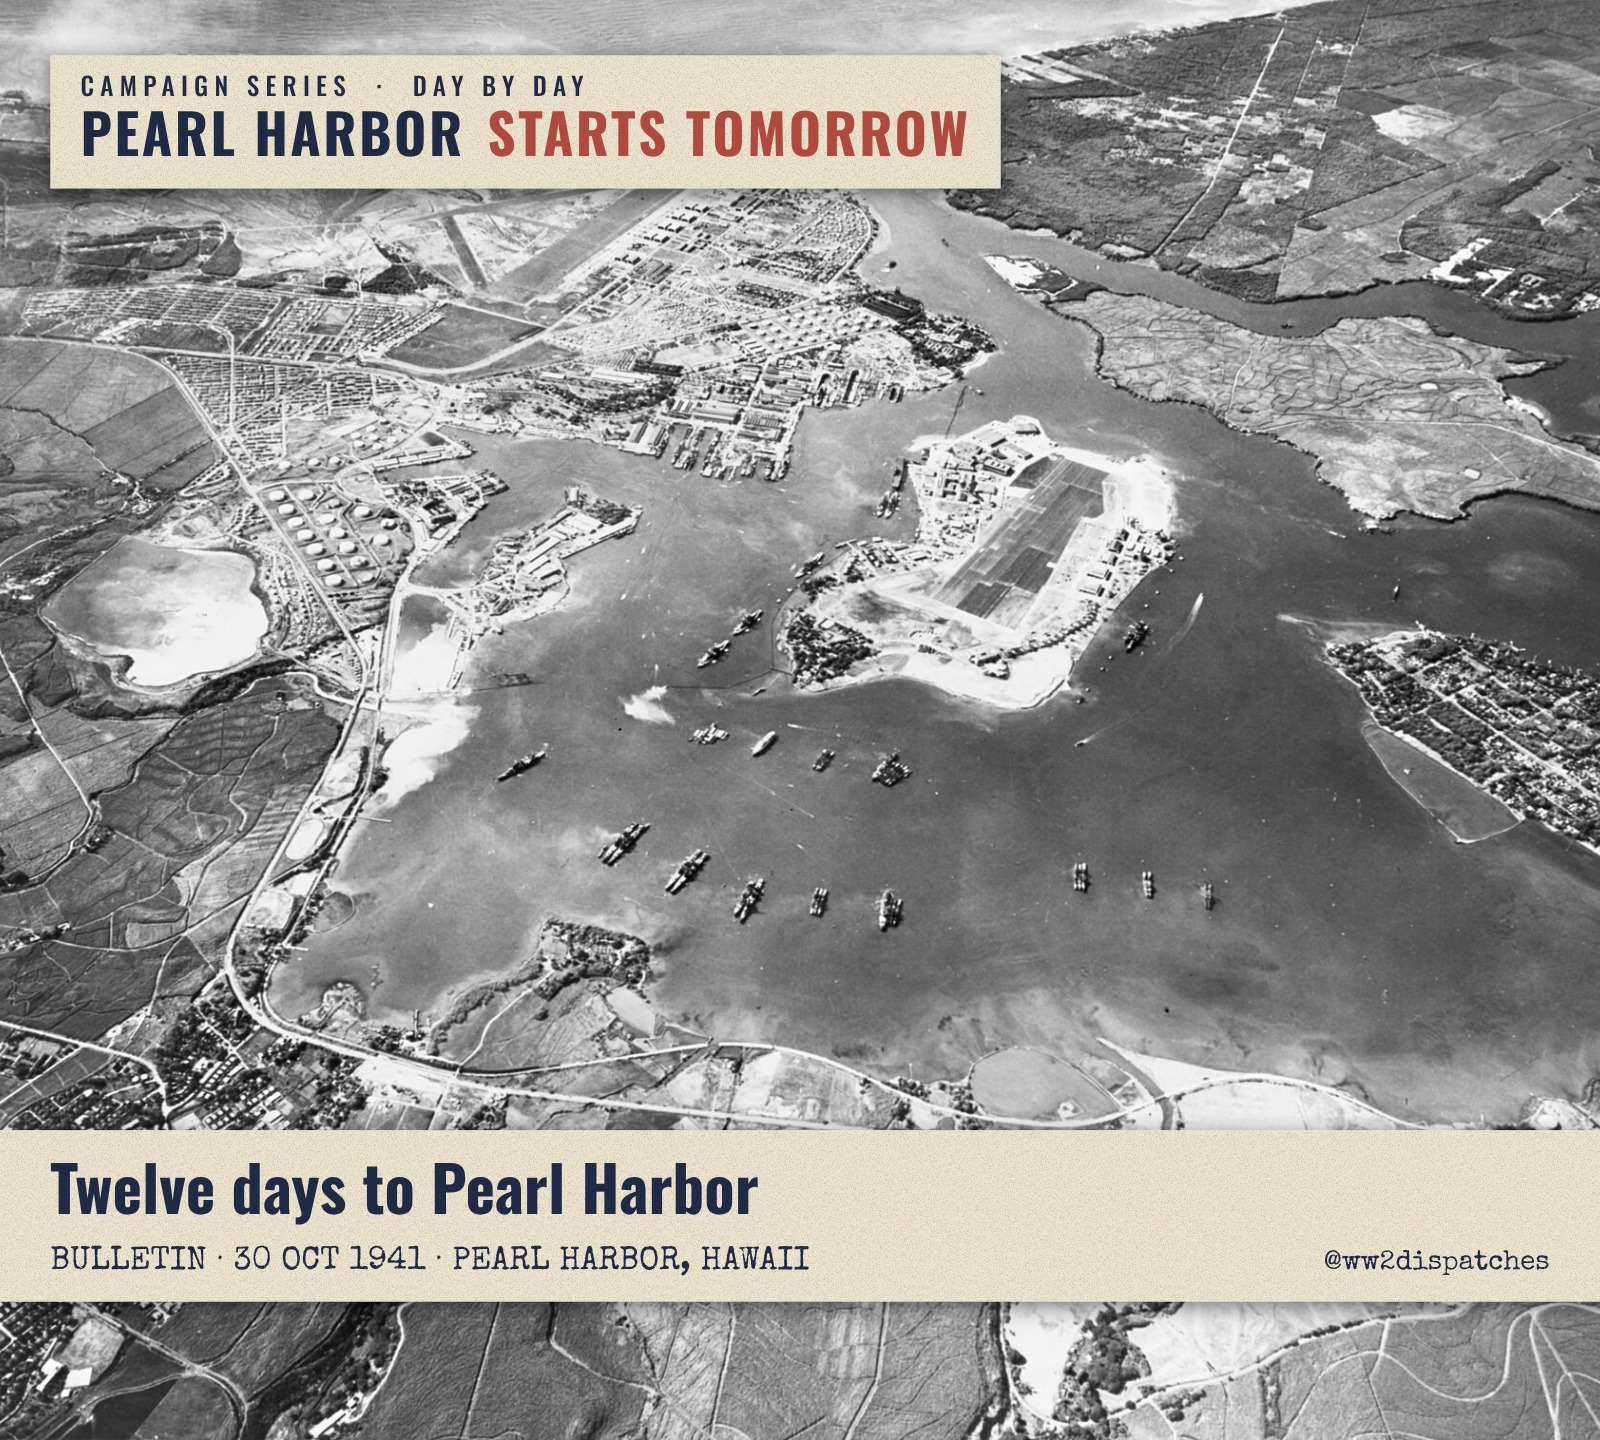 CAMPAIGN SERIES · DAY BY DAY
PEARL HARBOR STARTS TOMORROW
Twelve days to Pearl Harbor
BULLETIN · 30 OCT 1941 · PEARL HARBOR, HAWAII
@ww2dispatches